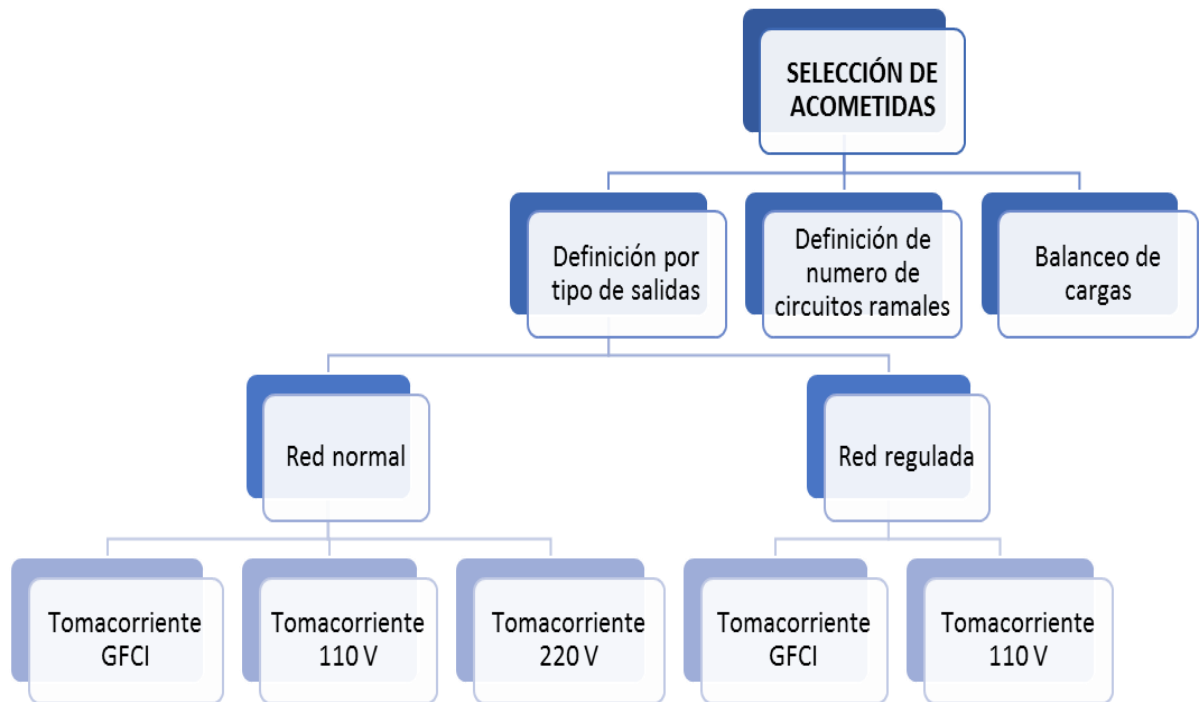 SELECCIÓN DE
ACOMETIDAS
Definición por
tipo de salidas
Definición de
numero de
circuitos ramales
Balanceo de
cargas
Red normal
Red regulada
Tomacorriente
GFCI
Tomacorriente
110 V
Tomacorriente
220 V
Tomacorriente
GFCI
Tomacorriente
110 V